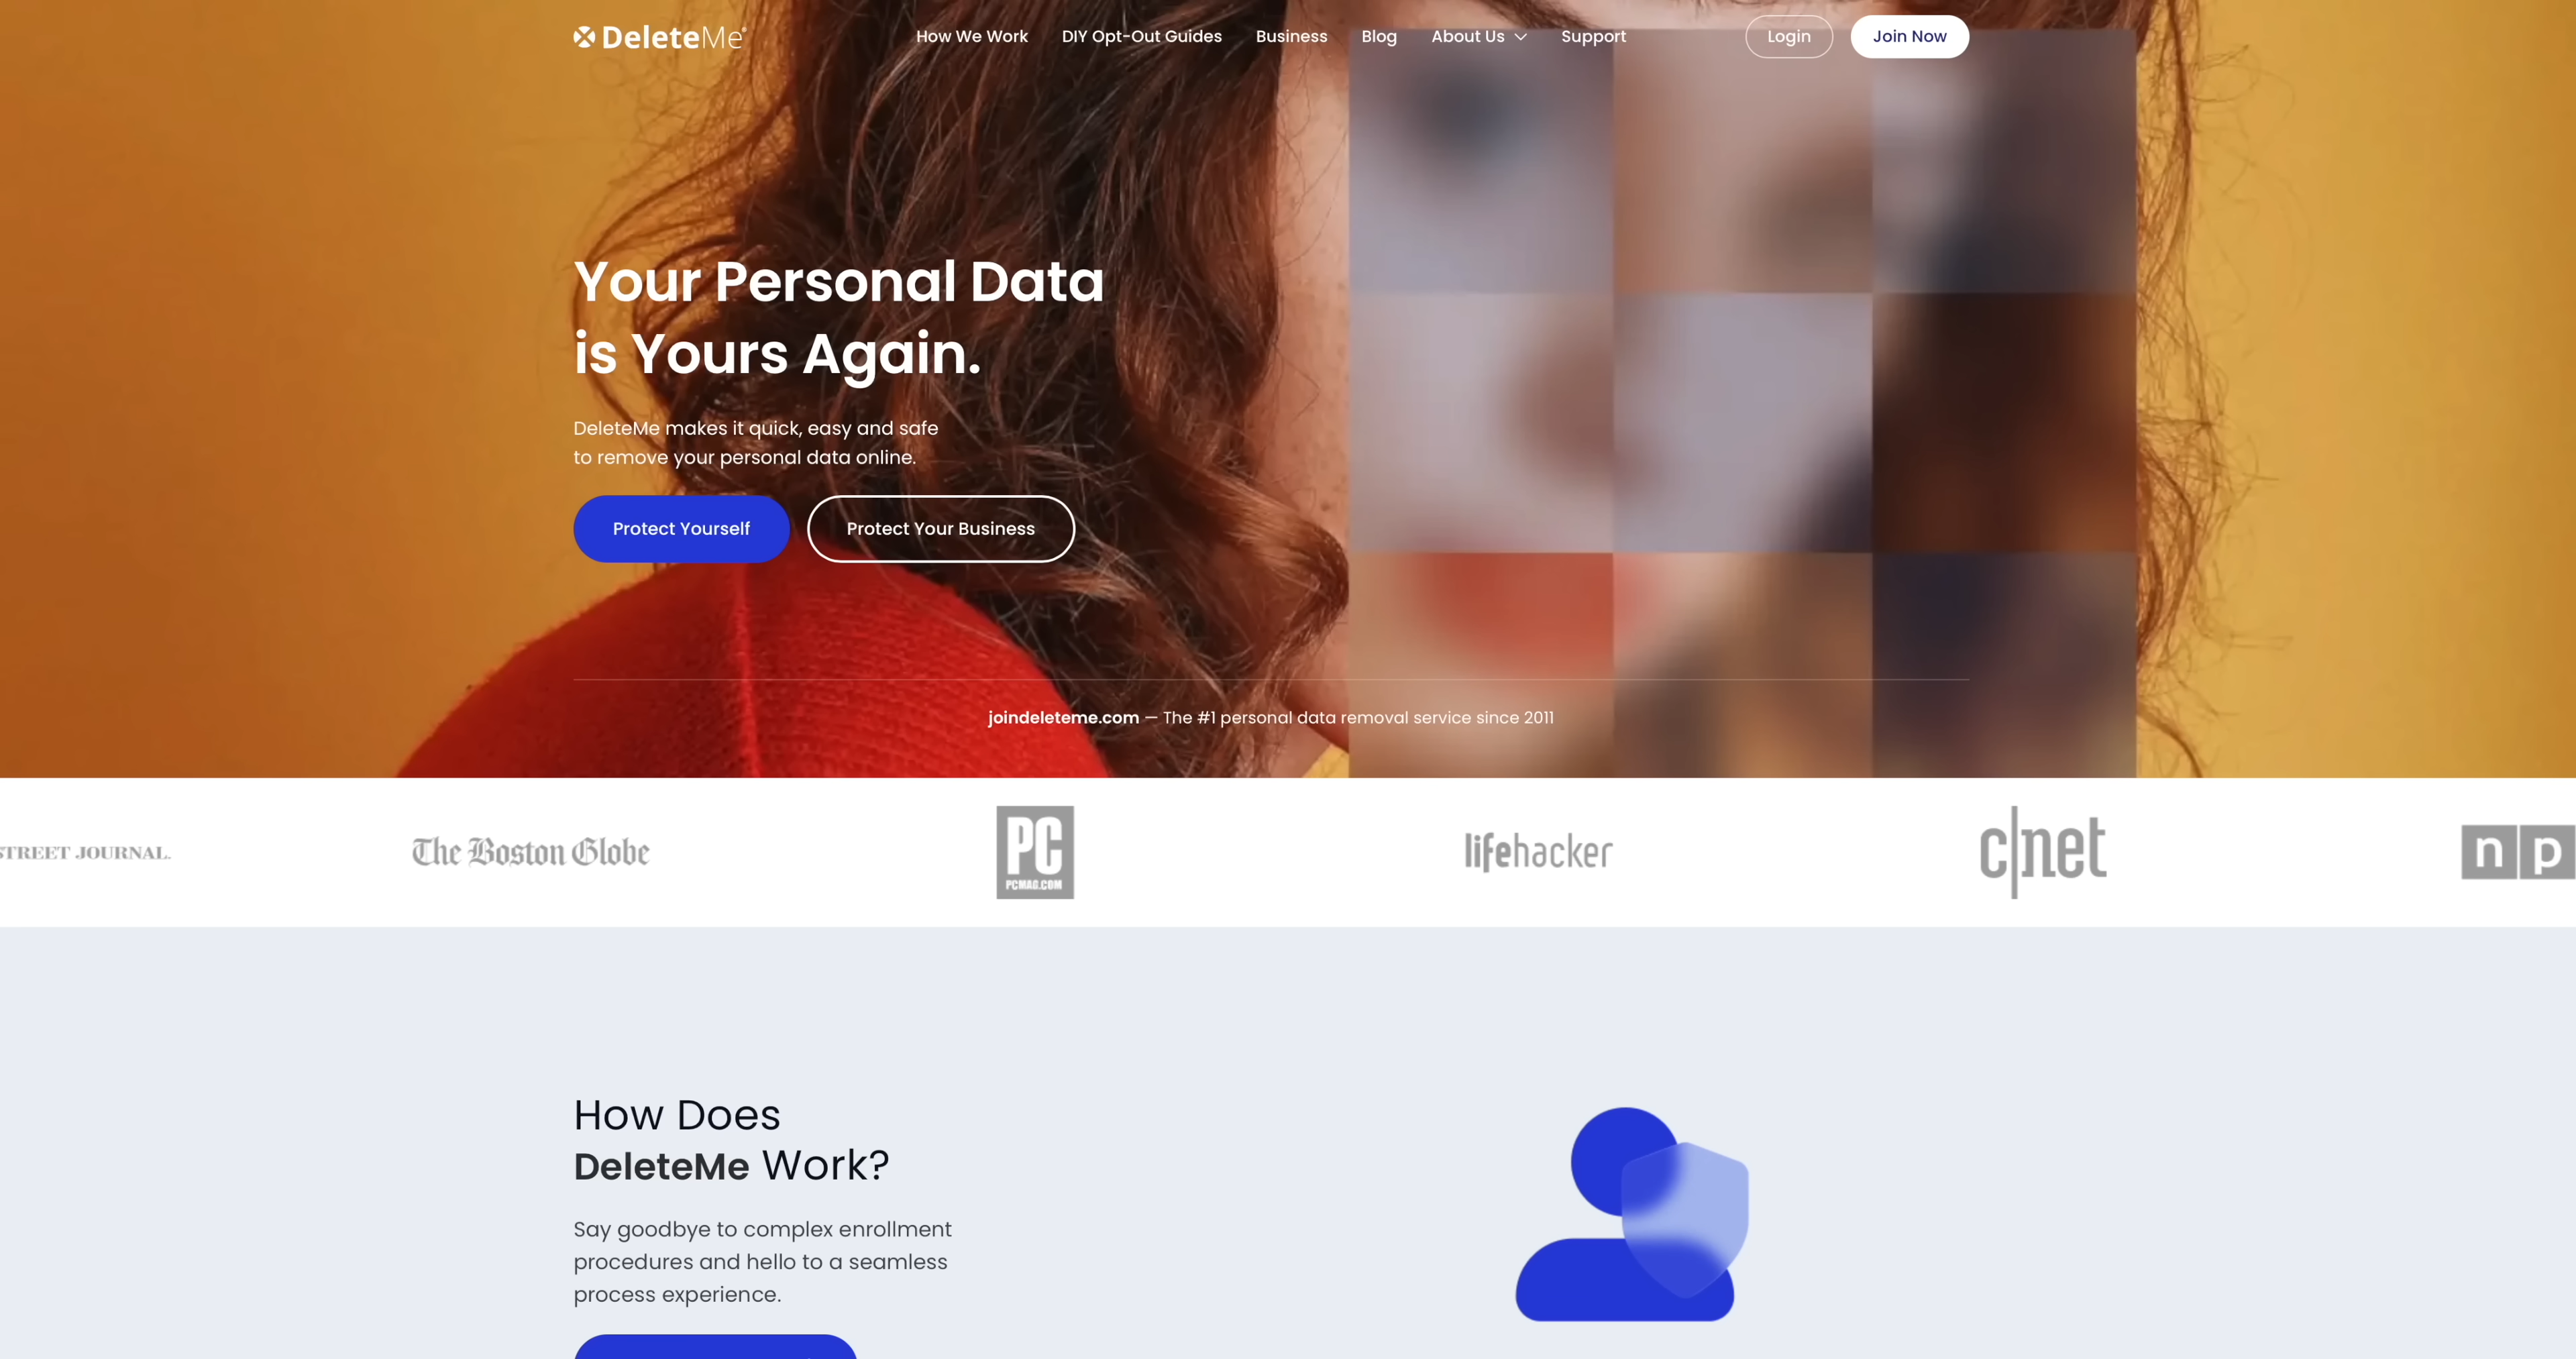 DeleteMe®
How We Work
DIY Opt-Out Guides
Business
Blog
About Us
Support
Login
Join Now
Your Personal Data
is Yours Again.
DeleteMe makes it quick, easy and safe
to remove your personal data online.
Protect Yourself
Protect Your Business
joindeleteme.com — The #1 personal data removal service since 2011
STREET JOURNAL.
The Boston Globe
PC
PCMAG.COM
lifehacker
c|net
n p
How Does
DeleteMe Work?
Say goodbye to complex enrollment
procedures and hello to a seamless
process experience.